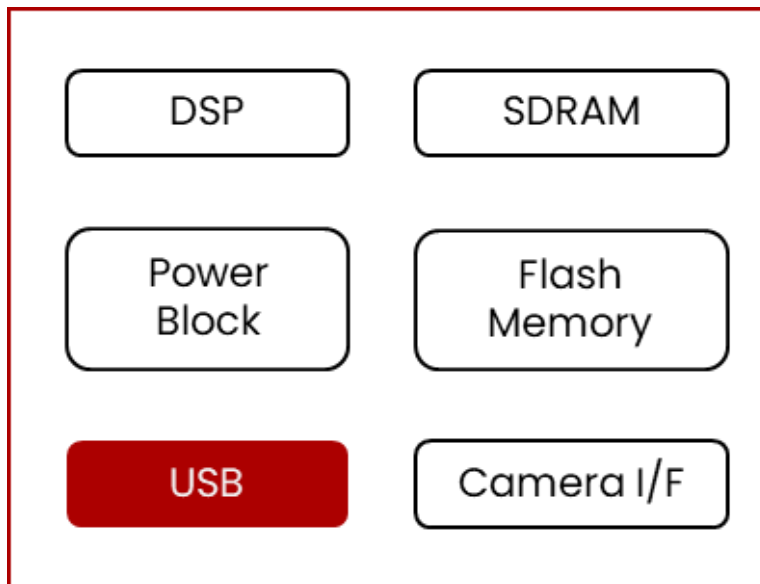 DSP
SDRAM
Power
Block
Flash
Memory
USB
Camera I/F